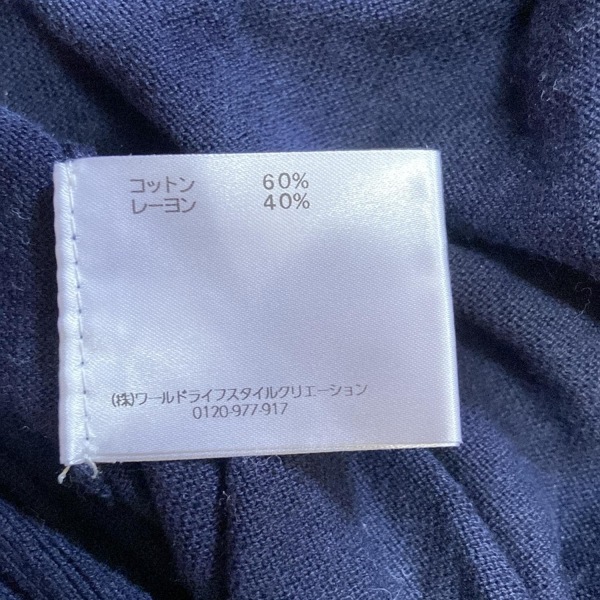 コットン 60%
レーヨン 40%
(株)ワールドライフスタイルクリエーション
0120-977-917